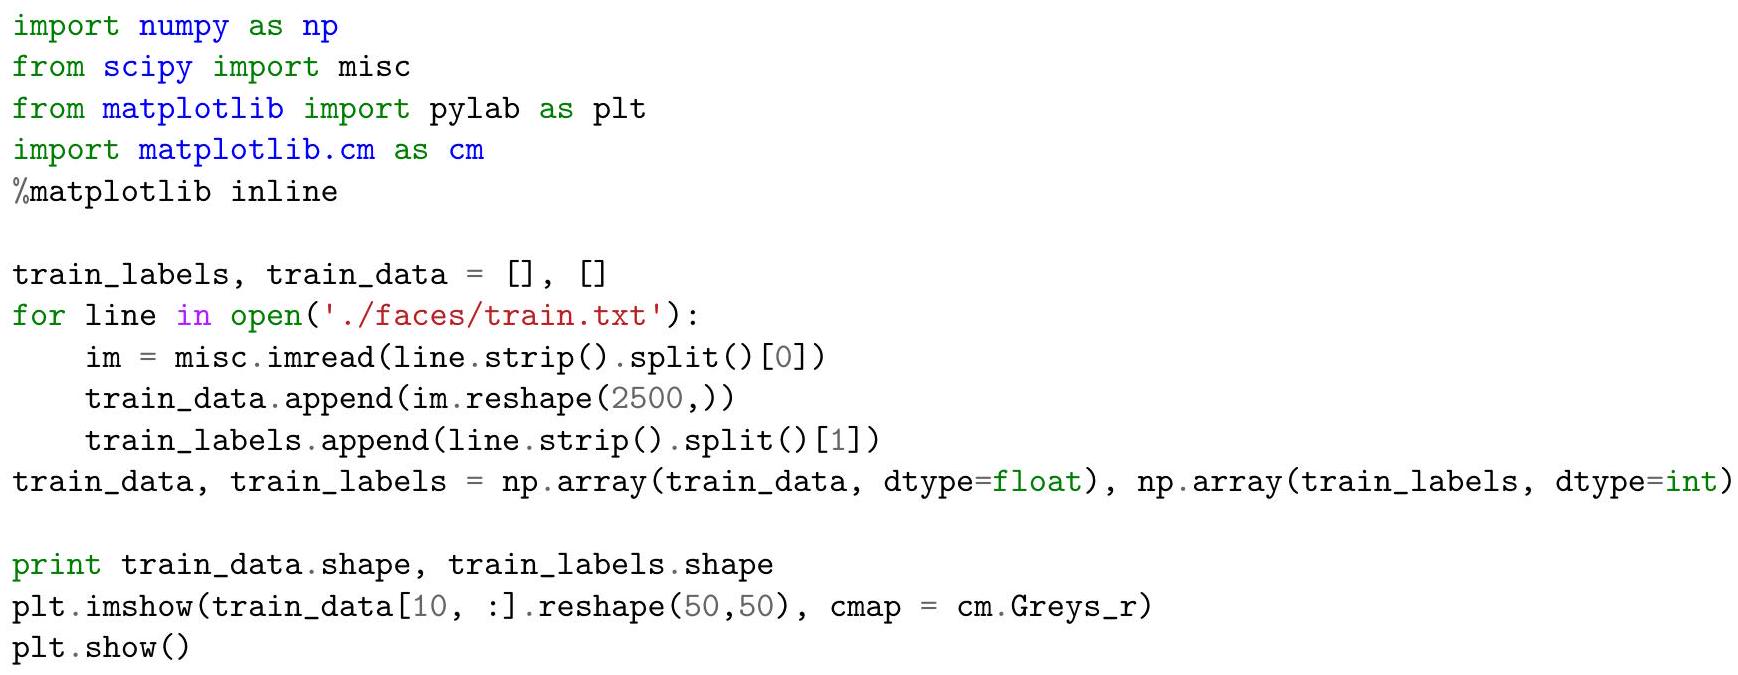 import numpy as np
from scipy import misc
from matplotlib import pylab as plt
import matplotlib.cm as cm
%matplotlib inline

train_labels, train_data = [], []
for line in open('./faces/train.txt'):
    im = misc.imread(line.strip().split()[0])
    train_data.append(im.reshape(2500,))
    train_labels.append(line.strip().split()[1])
train_data, train_labels = np.array(train_data, dtype=float), np.array(train_labels, dtype=int)

print train_data.shape, train_labels.shape
plt.imshow(train_data[10, :].reshape(50,50), cmap = cm.Greys_r)
plt.show()